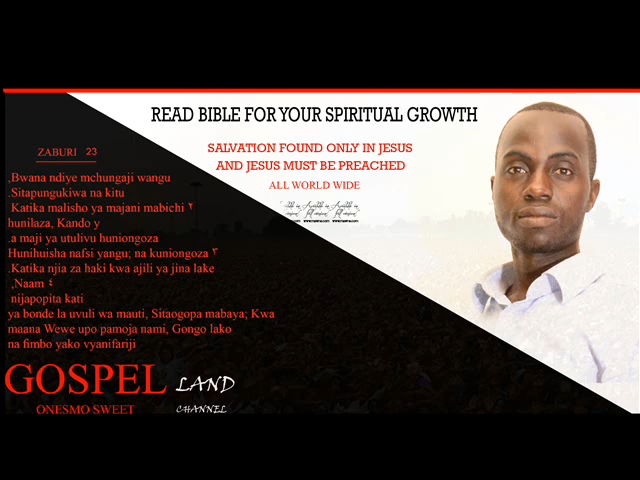 READ BIBLE FOR YOUR SPIRITUAL GROWTH
SALVATION FOUND ONLY IN JESUS
AND JESUS MUST BE PREACHED
ALL WORLD WIDE
ZABURI 23
,Bwana ndiye mchungaji wangu
.Sitapungukiwa na kitu
Katika malisho ya majani mabichi ٢
hunilaza, Kando y
.a maji ya utulivu huniongoza
Hunihuisha nafsi yangu; na kuniongoza ٣
.Katika njia za haki kwa ajili ya jina lake
,Naam ٤
nijapopita kati
ya bonde la uvuli wa mauti, Sitaogopa mabaya; Kwa
maana Wewe upo pamoja nami, Gongo lako
na fimbo yako vyanifariji
GOSPEL LAND
ONESMO SWEET CHANNEL